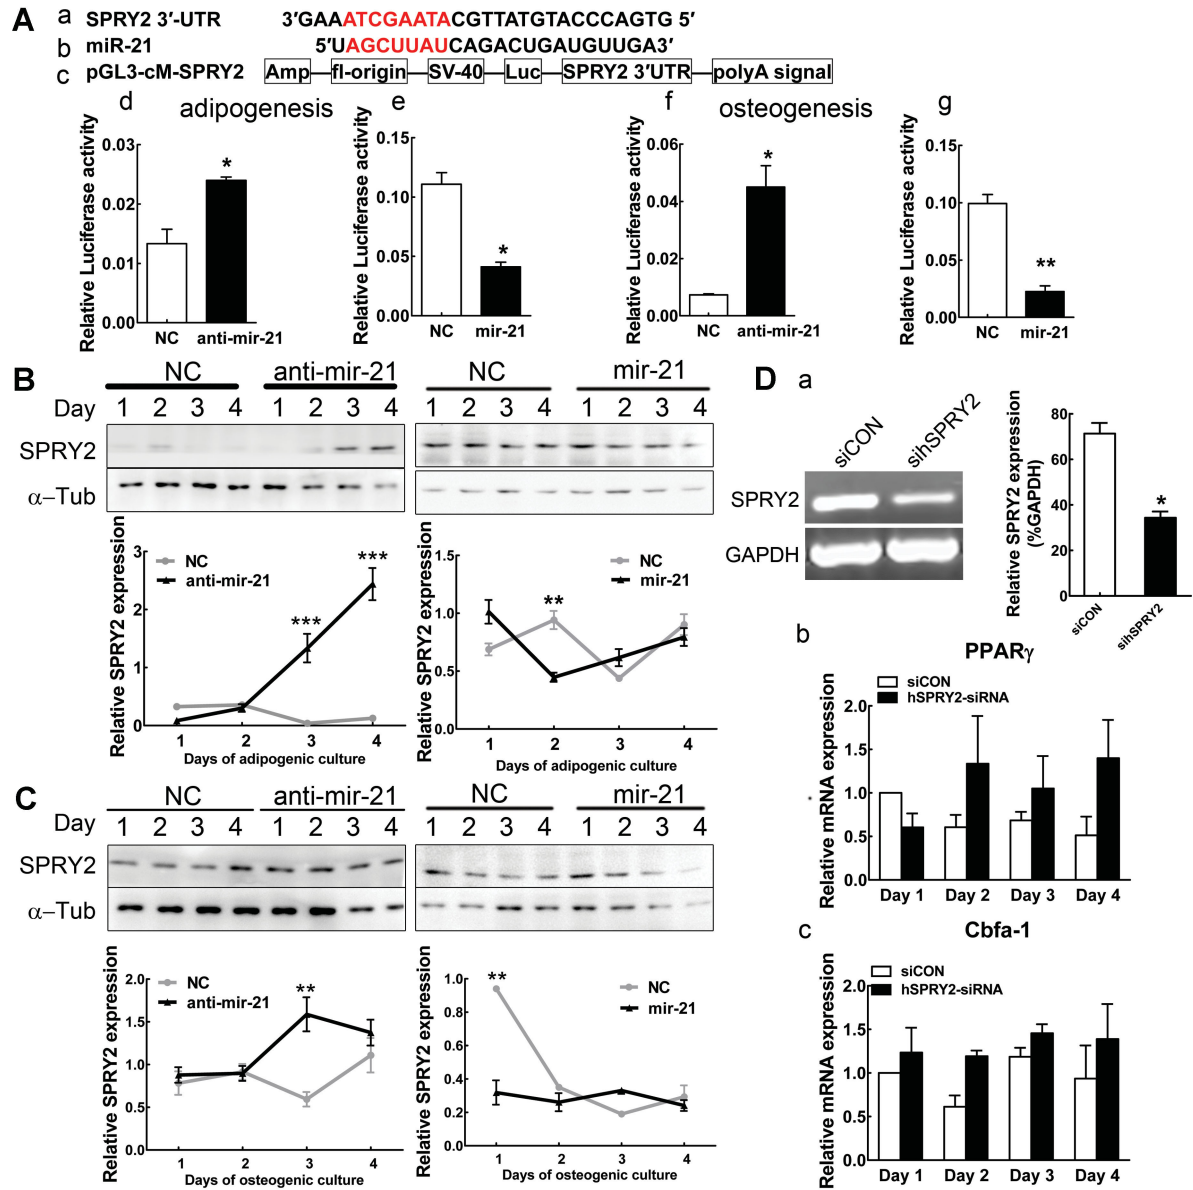 A
a SPRY2 3′-UTR 3′GAAATCGAATACGTTATGTACCCAGTG 5′
b miR-21 5′UAGCUUAUCAGACUGAUGUUGA3′
c pGL3-cM-SPRY2 Amp fl-origin SV-40 Luc SPRY2 3′UTR polyA signal
d adipogenesis e f osteogenesis g
Relative Luciferase activity
0.03
0.02
0.01
0.00
*
NC anti-mir-21
Relative Luciferase activity
0.15
0.10
0.05
0.00
*
NC mir-21
Relative Luciferase activity
0.06
0.04
0.02
0.00
*
NC anti-mir-21
Relative Luciferase activity
0.15
0.10
0.05
0.00
**
NC mir-21
B
NC anti-mir-21 NC mir-21
Day 1 2 3 4 1 2 3 4 1 2 3 4 1 2 3 4
SPRY2
α–Tub
Relative SPRY2 expression
3
2
1
0
NC
anti-mir-21
***
***
1 2 3 4
Days of adipogenic culture
Relative SPRY2 expression
1.5
1.0
0.5
0.0
NC
mir-21
**
1 2 3 4
Days of adipogenic culture
C
NC anti-mir-21 NC mir-21
Day 1 2 3 4 1 2 3 4 1 2 3 4 1 2 3 4
SPRY2
α–Tub
Relative SPRY2 expression
2.0
1.5
1.0
0.5
0.0
NC
anti-mir-21
**
1 2 3 4
Days of osteogenic culture
Relative SPRY2 expression
1.0
0.8
0.6
0.4
0.2
0.0
**
NC
mir-21
1 2 3 4
Days of osteogenic culture
D
a
siCON sihSPRY2
SPRY2
GAPDH
Relative SPRY2 expression
(%GAPDH)
80
60
40
20
0
*
siCON sihSPRY2
b
PPARγ
siCON
hSPRY2-siRNA
Relative mRNA expression
2.0
1.5
1.0
0.5
0.0
Day 1 Day 2 Day 3 Day 4
c
Cbfa-1
siCON
hSPRY2-siRNA
Relative mRNA expression
2.0
1.5
1.0
0.5
0.0
Day 1 Day 2 Day 3 Day 4